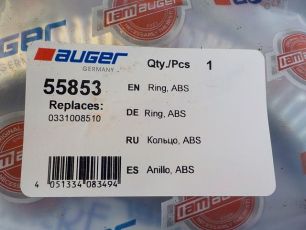 auger
GERMANY
Qty./Pcs 1
55853
Replaces:
0331008510
EN Ring, ABS
DE Ring, ABS
RU Кольцо, ABS
ES Anillo, ABS
4 051334 083494